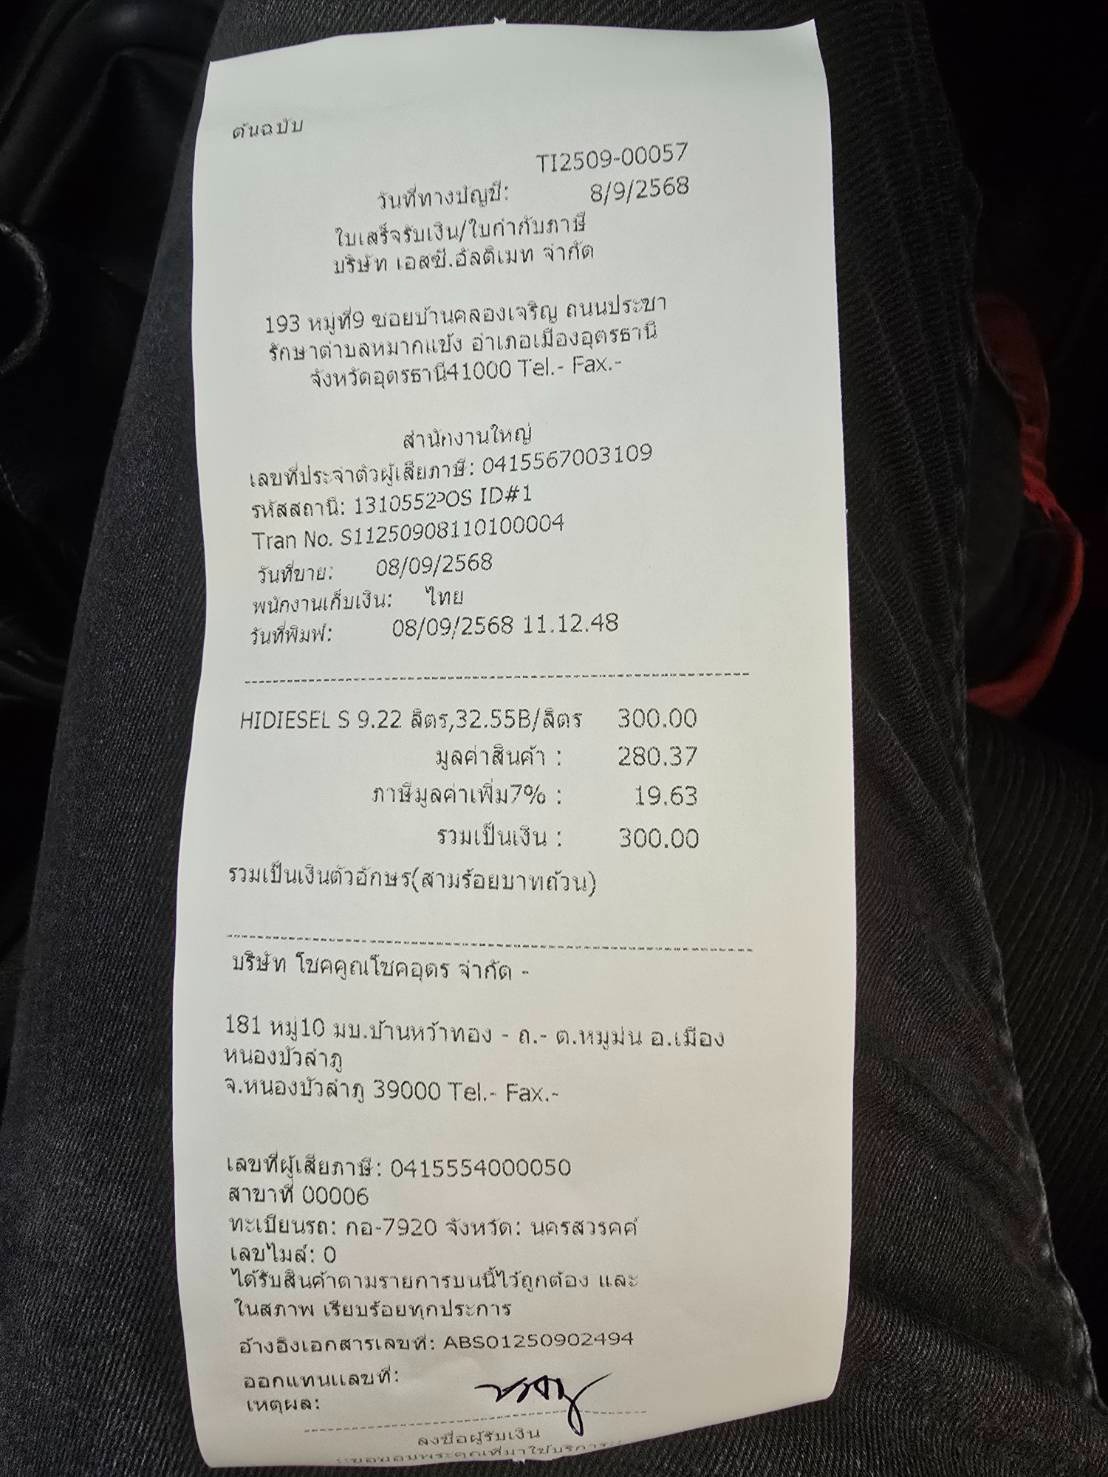 ต้นฉบับ
TI2509-00057
วันที่ทางบัญชี: 8/9/2568
ใบเสร็จรับเงิน/ใบกำกับภาษี
บริษัท เอสซี.อัลติเมท จำกัด
193 หมู่ที่9 ซอยบ้านคลองเจริญ ถนนประชา
รักษาตำบลหมากแข้ง อำเภอเมืองอุดรธานี
จังหวัดอุดรธานี41000 Tel.- Fax.-
สำนักงานใหญ่
เลขที่ประจำตัวผู้เสียภาษี: 0415567003109
รหัสสถานี: 1310552POS ID#1
Tran No. S11250908110100004
วันที่ขาย: 08/09/2568
พนักงานเก็บเงิน: ไทย
วันที่พิมพ์: 08/09/2568 11.12.48
HIDIESEL S 9.22 ลิตร,32.55B/ลิตร 300.00
มูลค่าสินค้า : 280.37
ภาษีมูลค่าเพิ่ม7% : 19.63
รวมเป็นเงิน : 300.00
รวมเป็นเงินตัวอักษร(สามร้อยบาทถ้วน)
บริษัท โชคคูณโชคอุดร จำกัด -
181 หมู่10 มบ.บ้านหว้าทอง - ถ.- ต.หมูม่น อ.เมือง
หนองบัวลำภู
จ.หนองบัวลำภู 39000 Tel.- Fax.-
เลขที่ผู้เสียภาษี: 0415554000050
สาขาที่ 00006
ทะเบียนรถ: กอ-7920 จังหวัด: นครสวรรค์
เลขไมล์: 0
ได้รับสินค้าตามรายการบนนี้ไว้ถูกต้อง และ
ในสภาพ เรียบร้อยทุกประการ
อ้างอิงเอกสารเลขที่: ABS01250902494
ออกแทนเลขที่:
เหตุผล:
ลงชื่อผู้รับเงิน
ขอขอบพระคุณที่มาใช้บริการ